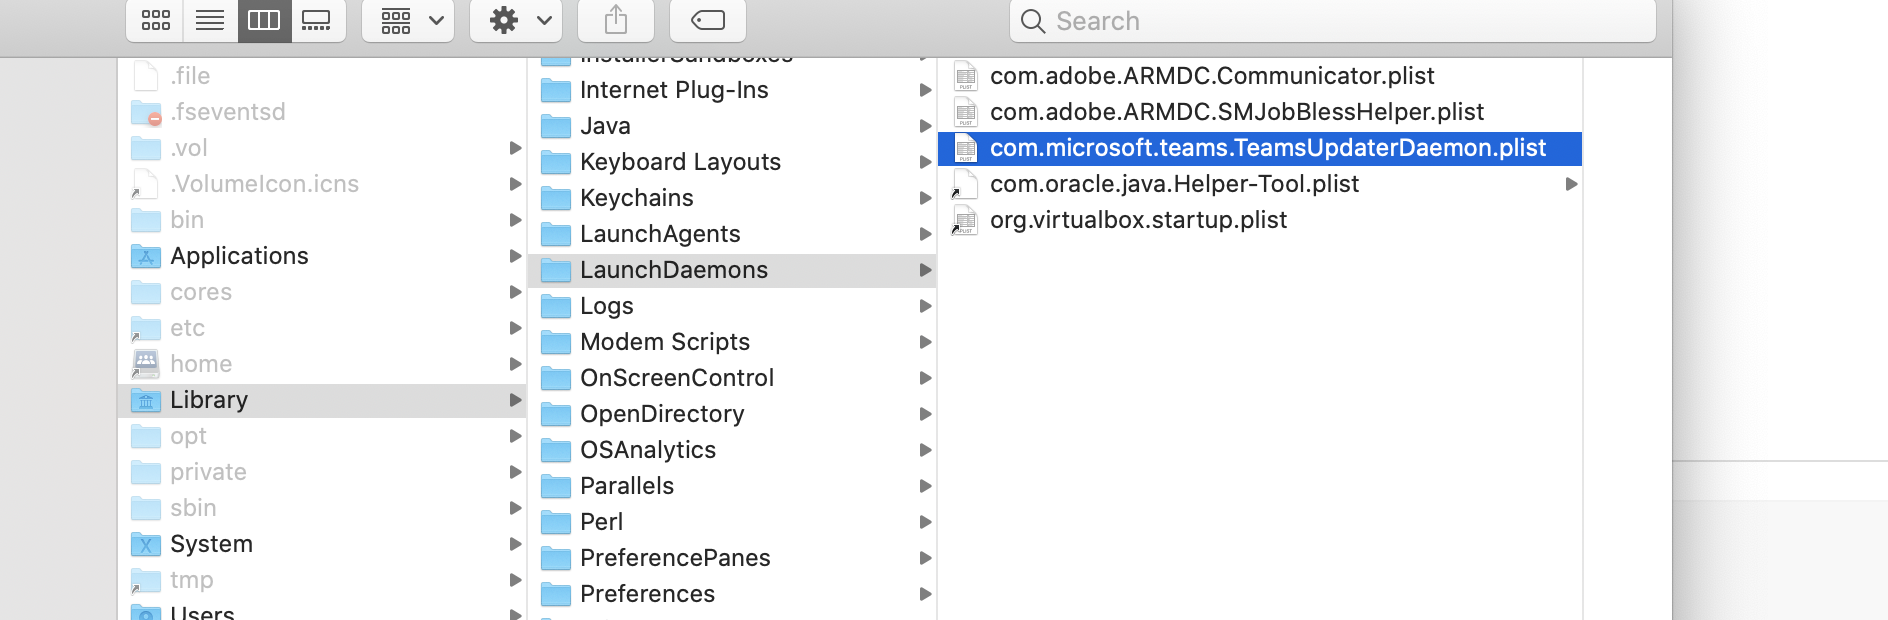 Search
.file
.fseventsd
.vol
.VolumeIcon.icns
bin
Applications
cores
etc
home
Library
opt
private
sbin
System
tmp
Users
InstallerSandboxes
Internet Plug-Ins
Java
Keyboard Layouts
Keychains
LaunchAgents
LaunchDaemons
Logs
Modem Scripts
OnScreenControl
OpenDirectory
OSAnalytics
Parallels
Perl
PreferencePanes
Preferences
com.adobe.ARMDC.Communicator.plist
com.adobe.ARMDC.SMJobBlessHelper.plist
com.microsoft.teams.TeamsUpdaterDaemon.plist
com.oracle.java.Helper-Tool.plist
org.virtualbox.startup.plist